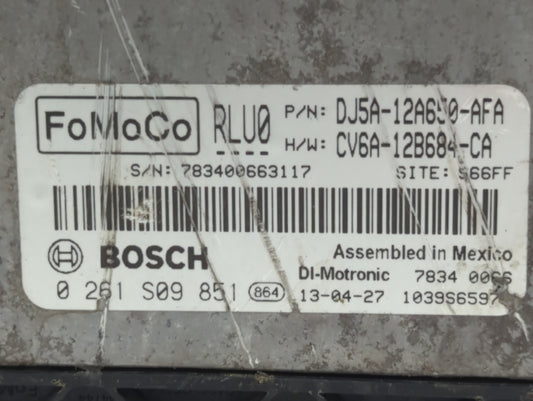 FoMoCo RLU0 P/N: DJ5A-12A650-AFA
H/W: CV6A-12B684-CA
S/N: 783400663117 SITE: S66FF
BOSCH Assembled in Mexico
DI-Motronic 7834 0066
0 261 S09 851 864 13-04-27 1039S6597